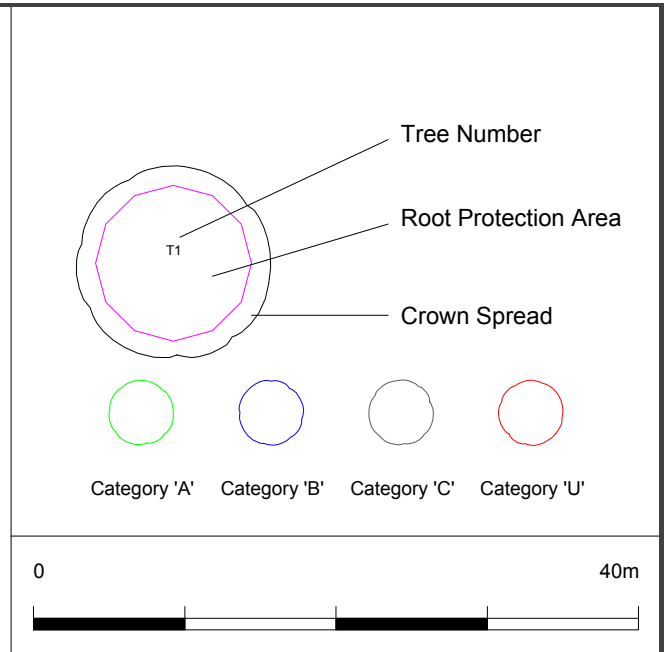 Tree Number
T1
Root Protection Area
Crown Spread
Category 'A' Category 'B' Category 'C' Category 'U'
0 40m